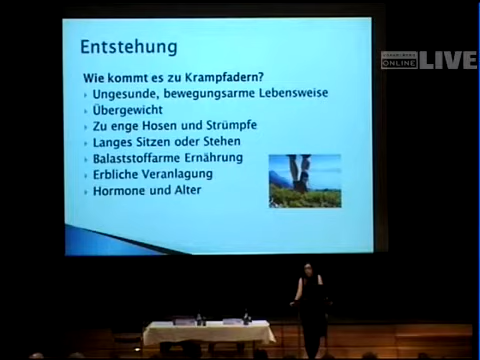 Entstehung
Wie kommt es zu Krampfadern?
Ungesunde, bewegungsarme Lebensweise
Übergewicht
Zu enge Hosen und Strümpfe
Langes Sitzen oder Stehen
Balaststoffarme Ernährung
Erbliche Veranlagung
Hormone und Alter
ONLINE LIVE